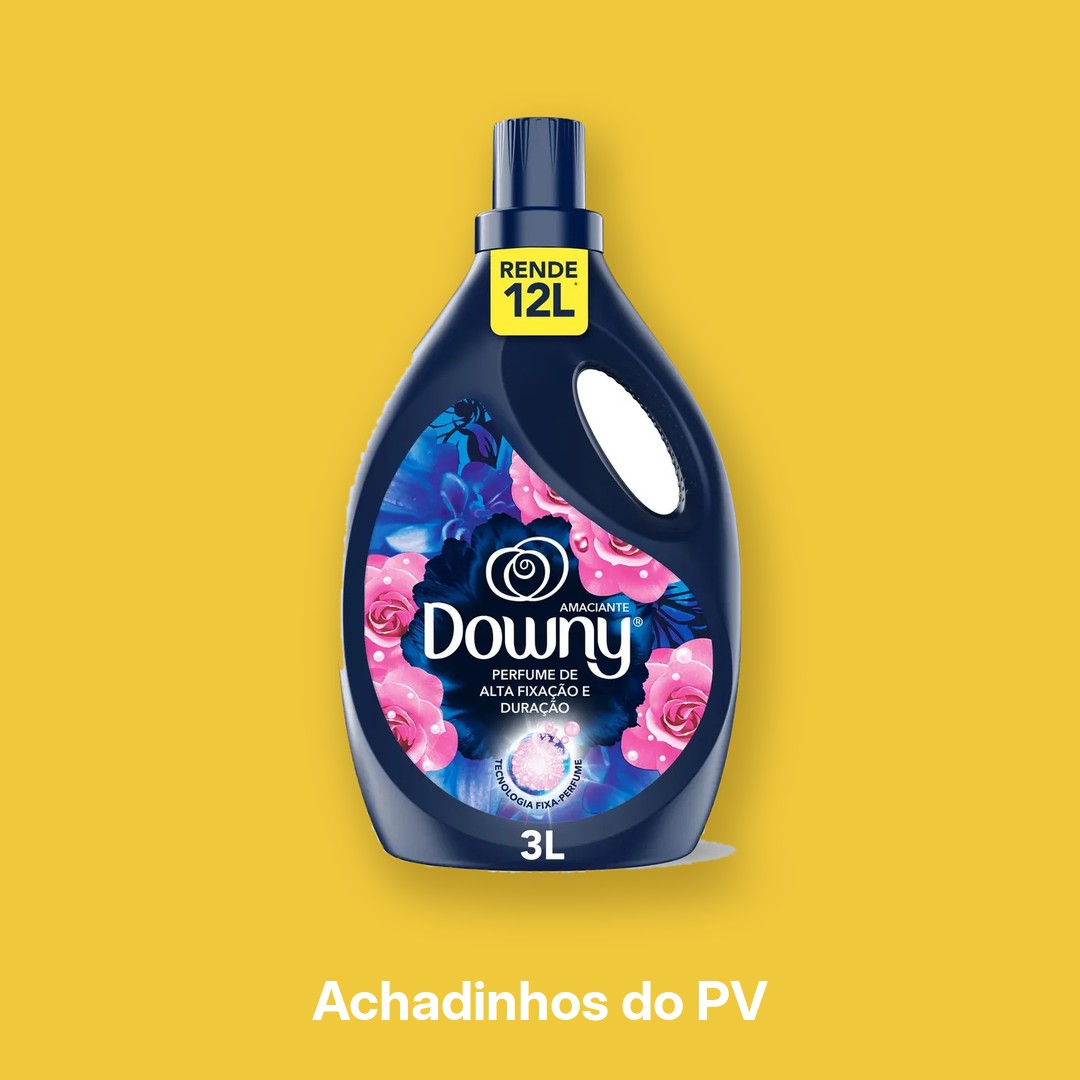 RENDE
12L*
AMACIANTE
Downy®
PERFUME DE
ALTA FIXAÇÃO E
DURAÇÃO
TECNOLOGIA FIXA-PERFUME
3L
Achadinhos do PV